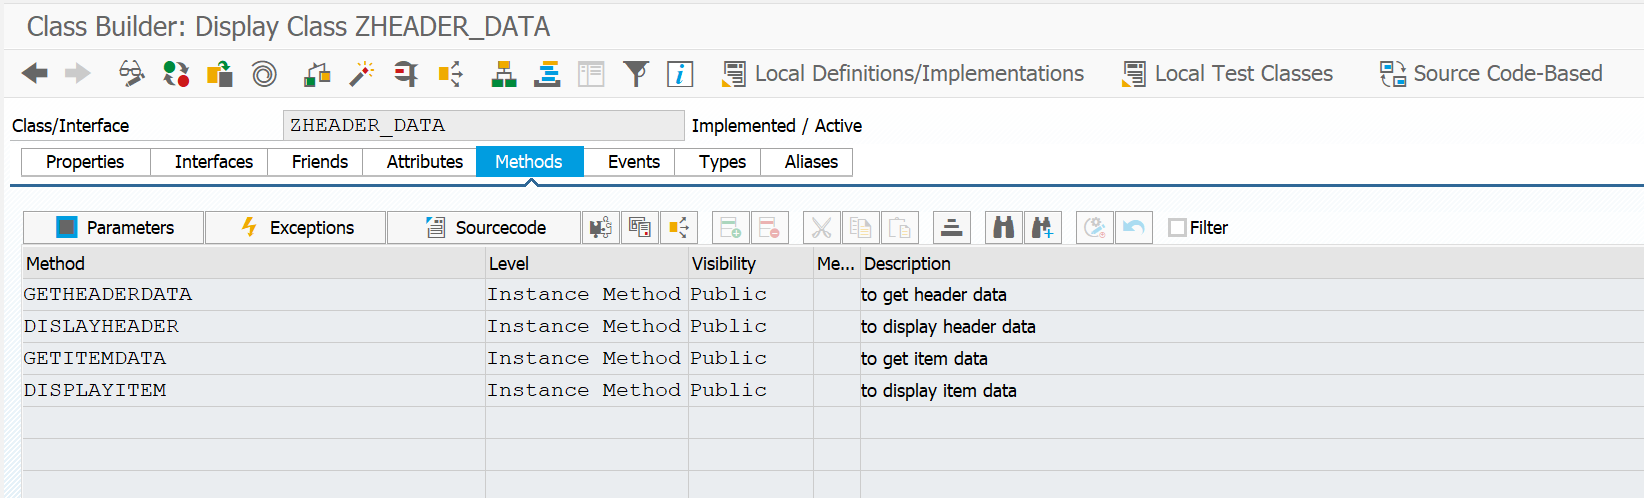 Class Builder: Display Class ZHEADER_DATA
Local Definitions/Implementations Local Test Classes Source Code-Based
Class/Interface ZHEADER_DATA Implemented / Active
Properties Interfaces Friends Attributes Methods Events Types Aliases
Parameters Exceptions Sourcecode Filter
Method Level Visibility Me... Description
GETHEADERDATA Instance Method Public to get header data
DISLAYHEADER Instance Method Public to display header data
GETITEMDATA Instance Method Public to get item data
DISPLAYITEM Instance Method Public to display item data